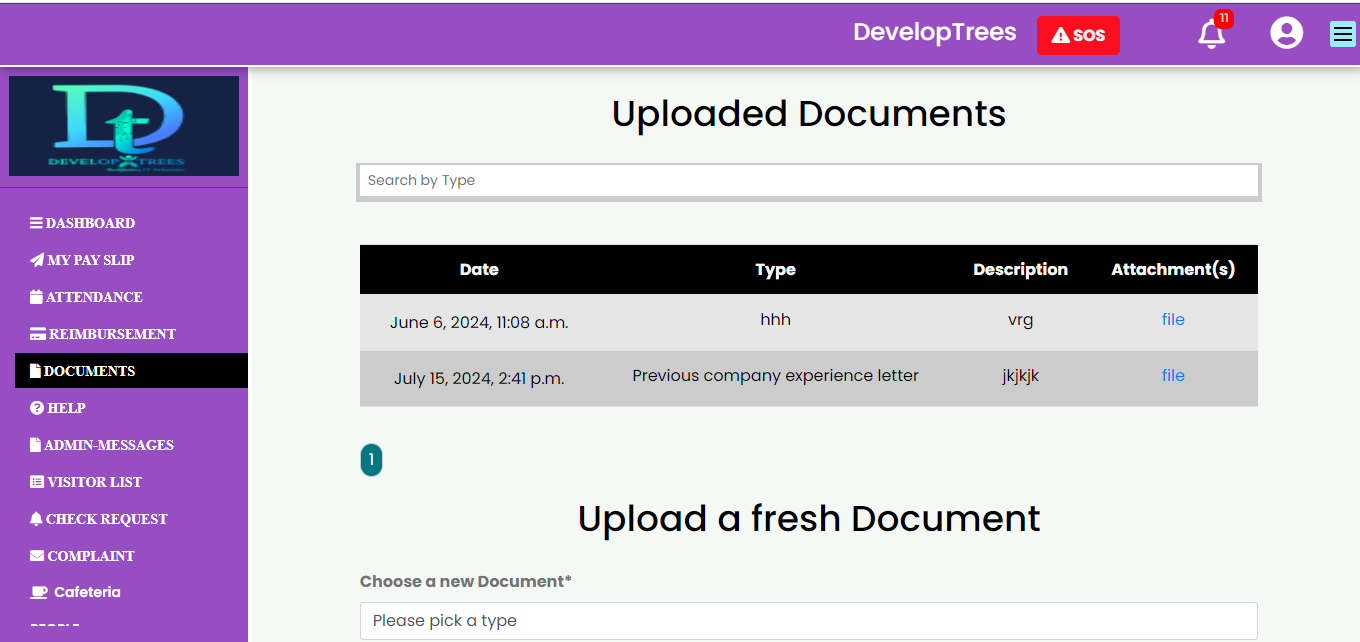 DevelopTrees
SOS
11
DEVELOP TREES
DASHBOARD
MY PAY SLIP
ATTENDANCE
REIMBURSEMENT
DOCUMENTS
HELP
ADMIN-MESSAGES
VISITOR LIST
CHECK REQUEST
COMPLAINT
Cafeteria
Uploaded Documents
Search by Type
Date Type Description Attachment(s)
June 6, 2024, 11:08 a.m. hhh vrg file
July 15, 2024, 2:41 p.m. Previous company experience letter jkjkjk file
1
Upload a fresh Document
Choose a new Document*
Please pick a type